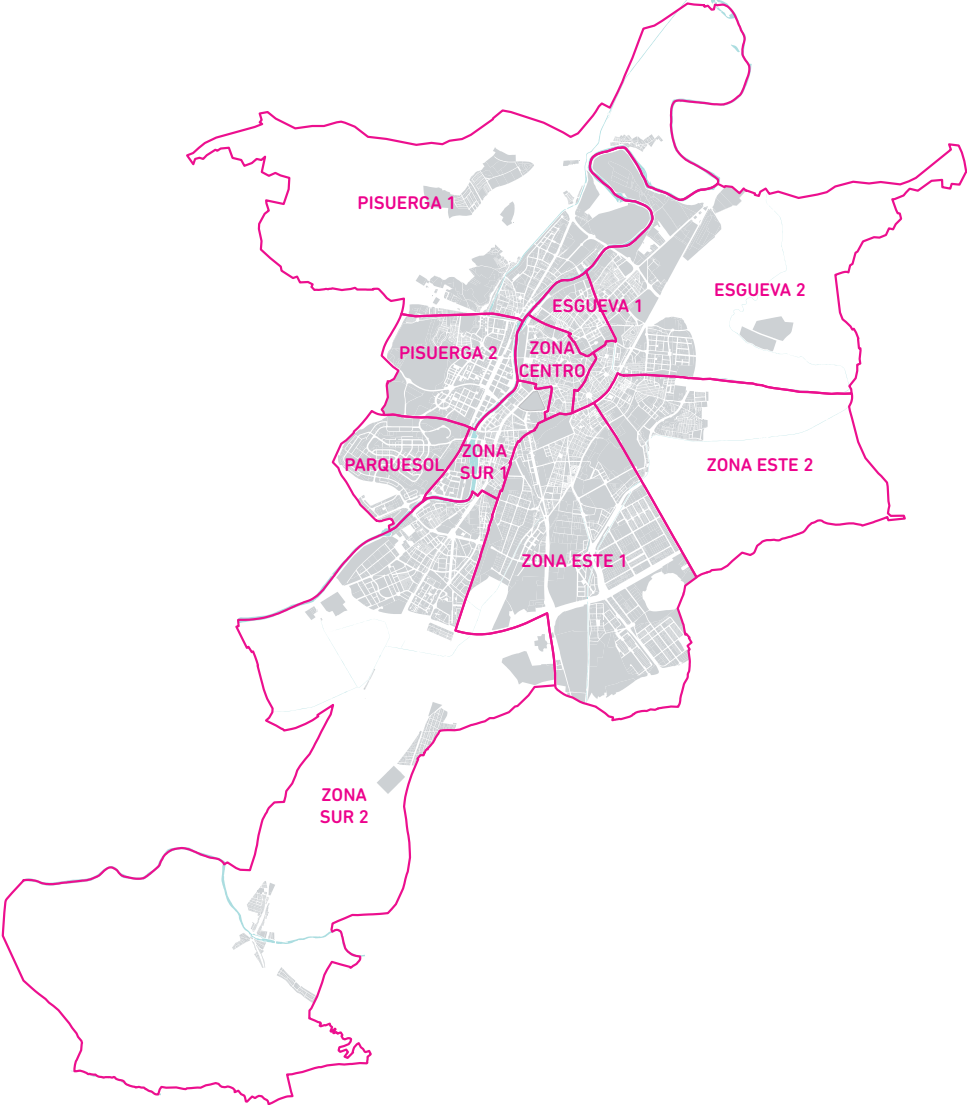 PISUERGA 1
ESGUEVA 2
ESGUEVA 1
PISUERGA 2
ZONA
CENTRO
PARQUESOL
ZONA
SUR 1
ZONA ESTE 2
ZONA ESTE 1
ZONA
SUR 2